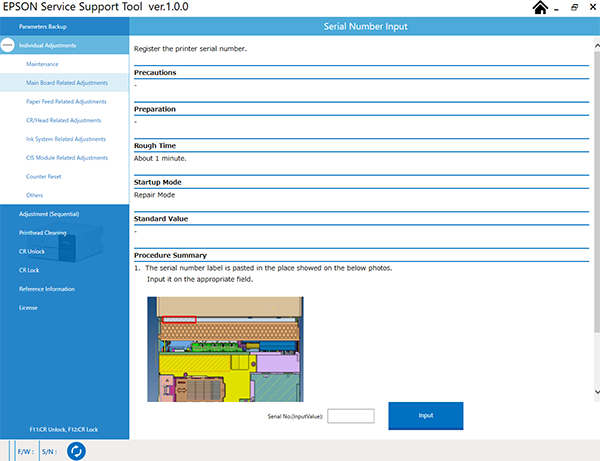 EPSON Service Support Tool ver.1.0.0
Parameters Backup
Individual Adjustments
Maintenance
Main Board Related Adjustments
Paper Feed Related Adjustments
CR/Head Related Adjustments
Ink System Related Adjustments
CIS Module Related Adjustments
Counter Reset
Others
Adjustment (Sequential)
Printhead Cleaning
CR Unlock
CR Lock
Reference Information
License
F11:CR Unlock, F12:CR Lock
F/W : S/N :
Serial Number Input
Register the printer serial number.
Precautions
-
Preparation
-
Rough Time
About 1 minute.
Startup Mode
Repair Mode
Standard Value
-
Procedure Summary
1. The serial number label is pasted in the place showed on the below photos.
Input it on the appropriate field.
Serial No.(InputValue):
Input